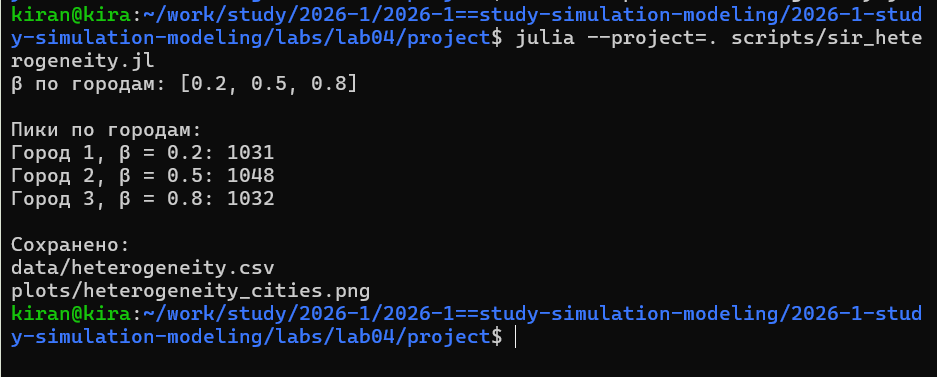 kiran@kira:~/work/study/2026-1/2026-1==study-simulation-modeling/2026-1-stud
y-simulation-modeling/labs/lab04/project$ julia --project=. scripts/sir_hete
rogeneity.jl
β по городам: [0.2, 0.5, 0.8]
Пики по городам:
Город 1, β = 0.2: 1031
Город 2, β = 0.5: 1048
Город 3, β = 0.8: 1032
Сохранено:
data/heterogeneity.csv
plots/heterogeneity_cities.png
kiran@kira:~/work/study/2026-1/2026-1==study-simulation-modeling/2026-1-stud
y-simulation-modeling/labs/lab04/project$